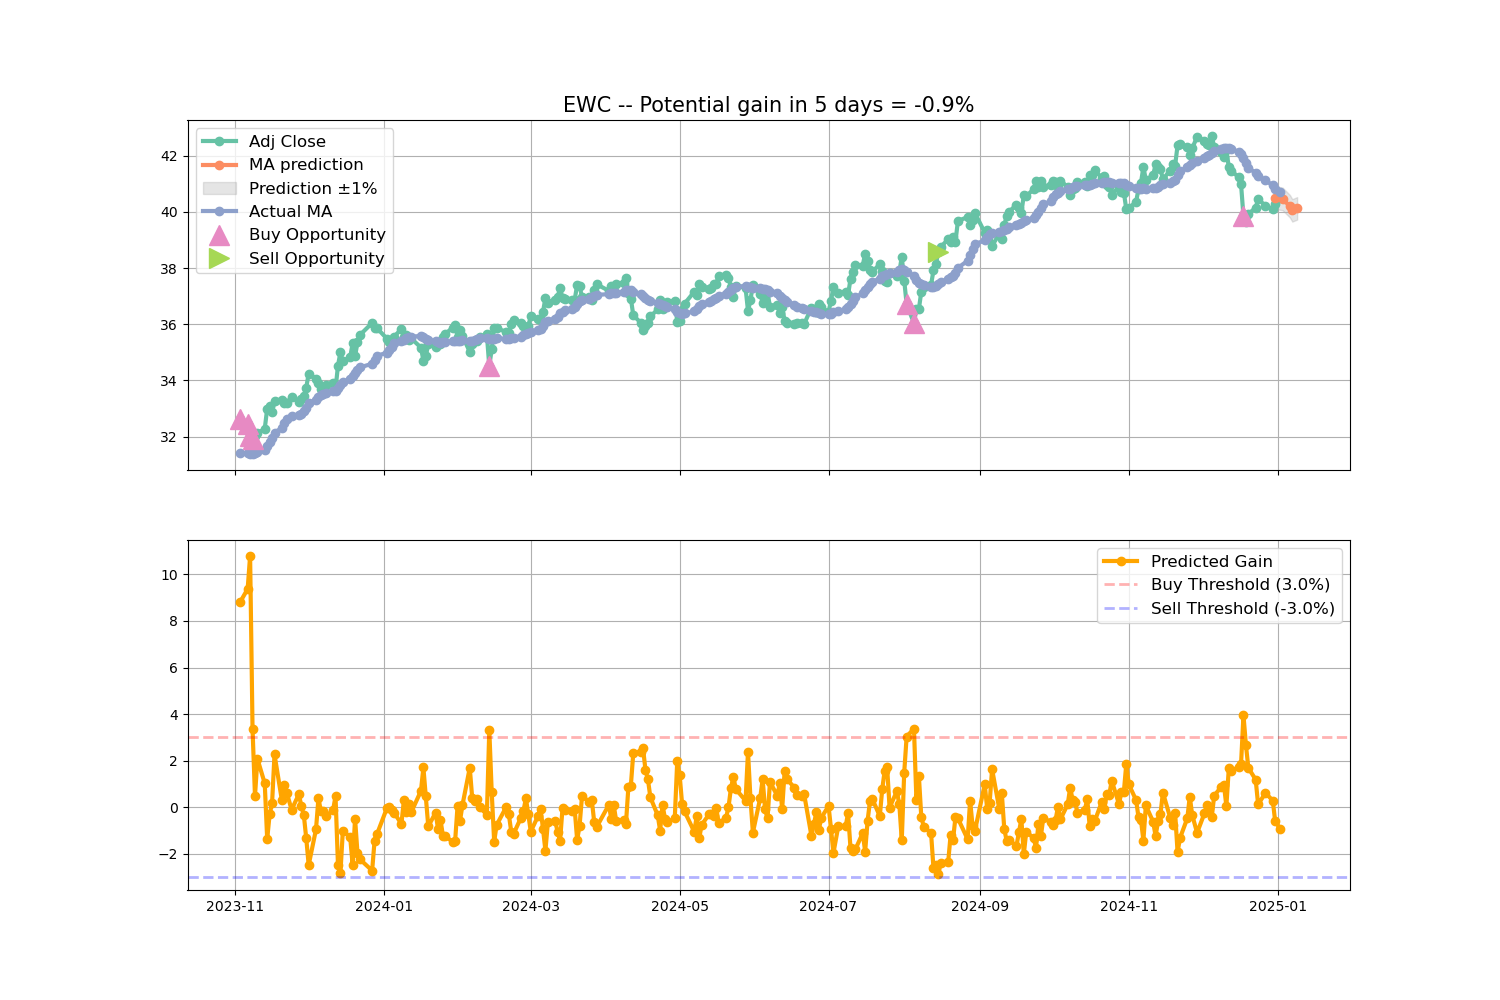 EWC -- Potential gain in 5 days = -0.9%
Adj Close
MA prediction
Prediction ±1%
Actual MA
Buy Opportunity
Sell Opportunity
42
40
38
36
34
32
Predicted Gain
Buy Threshold (3.0%)
Sell Threshold (-3.0%)
10
8
6
4
2
0
−2
2023-11
2024-01
2024-03
2024-05
2024-07
2024-09
2024-11
2025-01